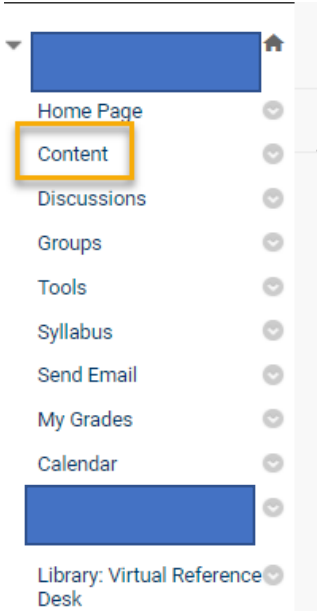 Home Page
Content
Discussions
Groups
Tools
Syllabus
Send Email
My Grades
Calendar
Library: Virtual Reference
Desk